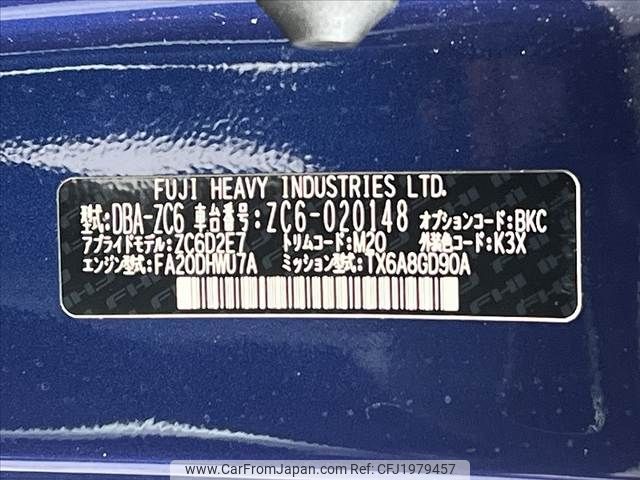 FUJI HEAVY INDUSTRIES LTD.
型式:DBA-ZC6 車台番号:ZC6-020148 オプションコード:BKC
アプライドモデル:ZC6D2E7 トリムコード:M20 外装色コード:K3X
エンジン型式:FA20DHWU7A ミッション型式:TX6A8GD90A
www.CarFromJapan.com - CFJ1979457